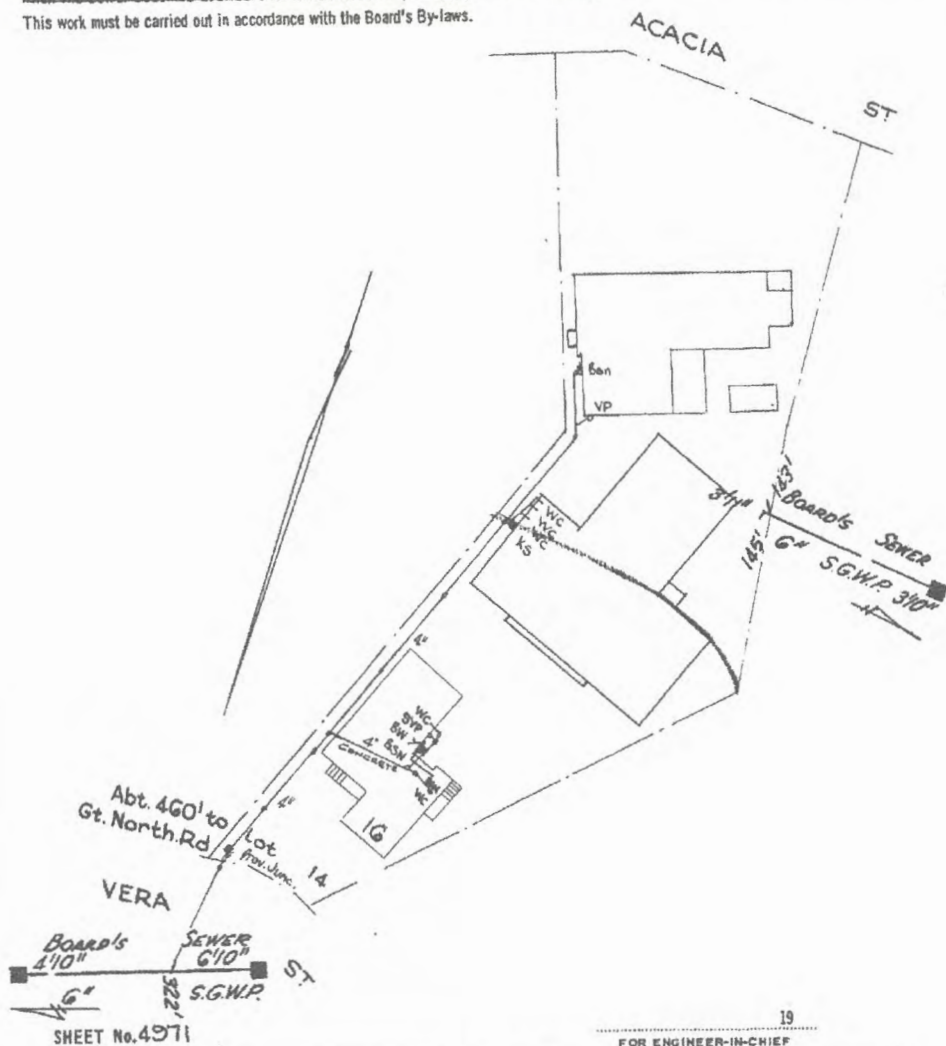 This work must be carried out in accordance with the Board's By-laws.
ACACIA
ST
Bsn
VP
3'11"
143'
145'
BOARD'S SEWER
6" S.G.W.P. 3'10"
WC
WC
WC
KS
4"
WC
SVP
BW
BSN
4"
CONCRETE
WC
16
4"
Abt. 460' to
Gt. North Rd
Lot
Prov. Junc.
14
VERA
ST
BOARD'S SEWER
4'10" 6'10"
6" S.G.W.P.
322'
SHEET No. 4971
19
FOR ENGINEER-IN-CHIEF